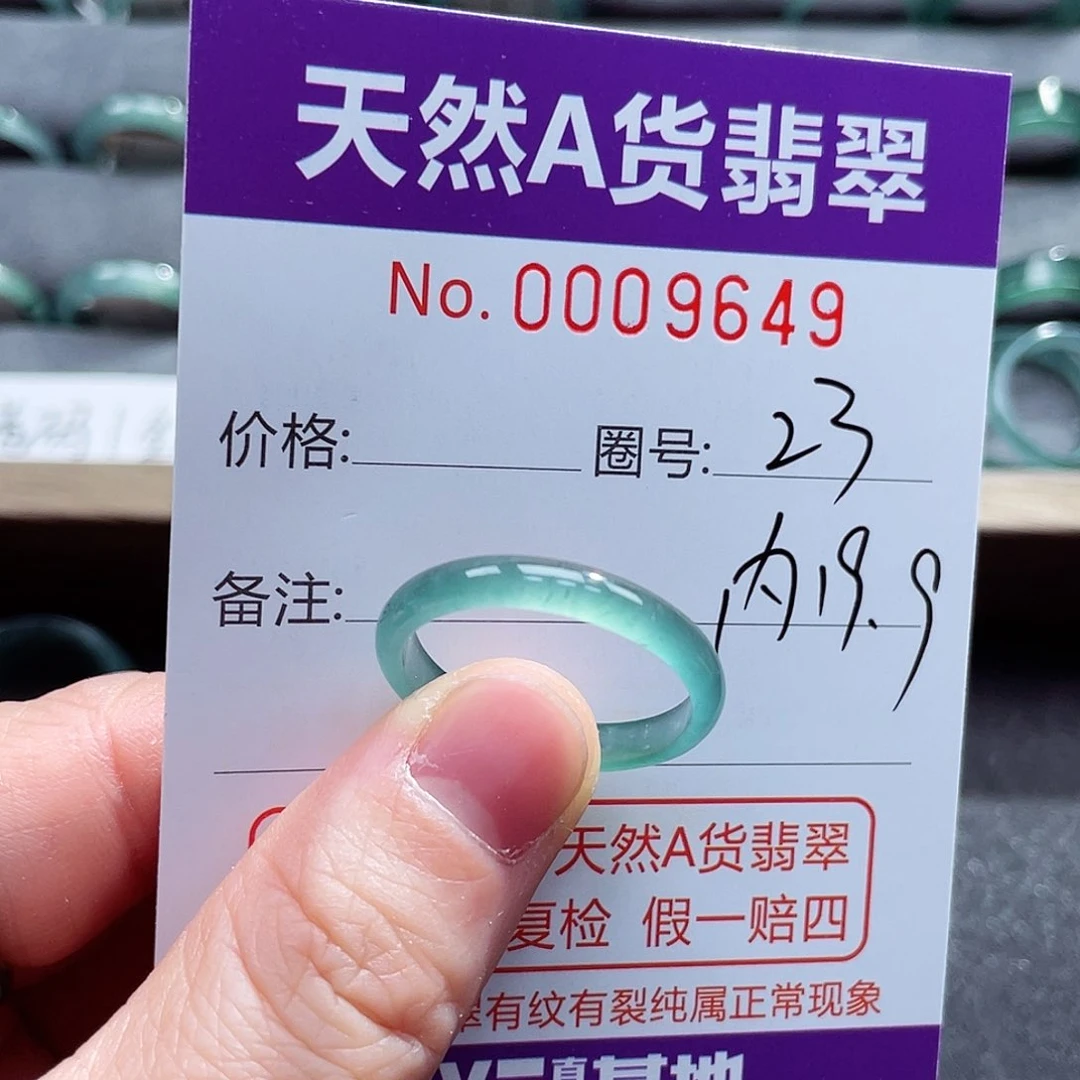 天然A货翡翠
No. 0009649
价格: 圈号: 23
备注: 内19.9
天然A货翡翠
复检 假一赔四
有纹有裂纯属正常现象
基地